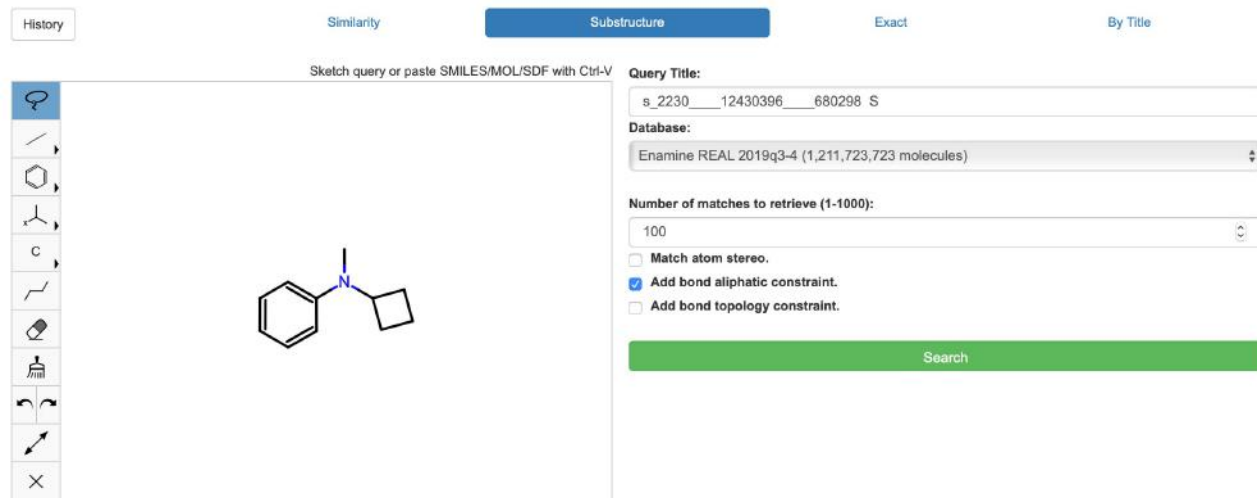 History
Similarity
Substructure
Exact
By Title
Sketch query or paste SMILES/MOL/SDF with Ctrl-V
Query Title:
s_2230____12430396____680298 S
Database:
Enamine REAL 2019q3-4 (1,211,723,723 molecules)
Number of matches to retrieve (1-1000):
100
Match atom stereo.
Add bond aliphatic constraint.
Add bond topology constraint.
Search
x
C
N